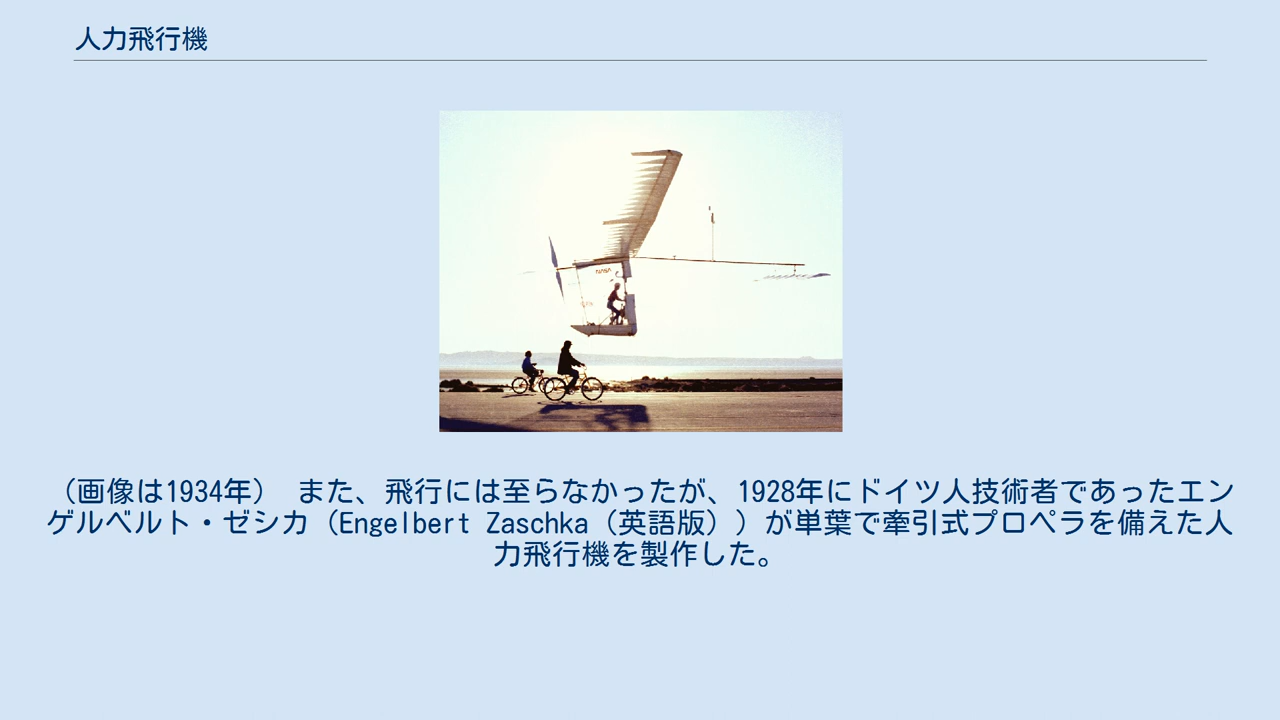 人力飛行機
NASA
（画像は1934年） また、飛行には至らなかったが、1928年にドイツ人技術者であったエン
ゲルベルト・ゼシカ（Engelbert Zaschka（英語版））が単葉で牽引式プロペラを備えた人
力飛行機を製作した。